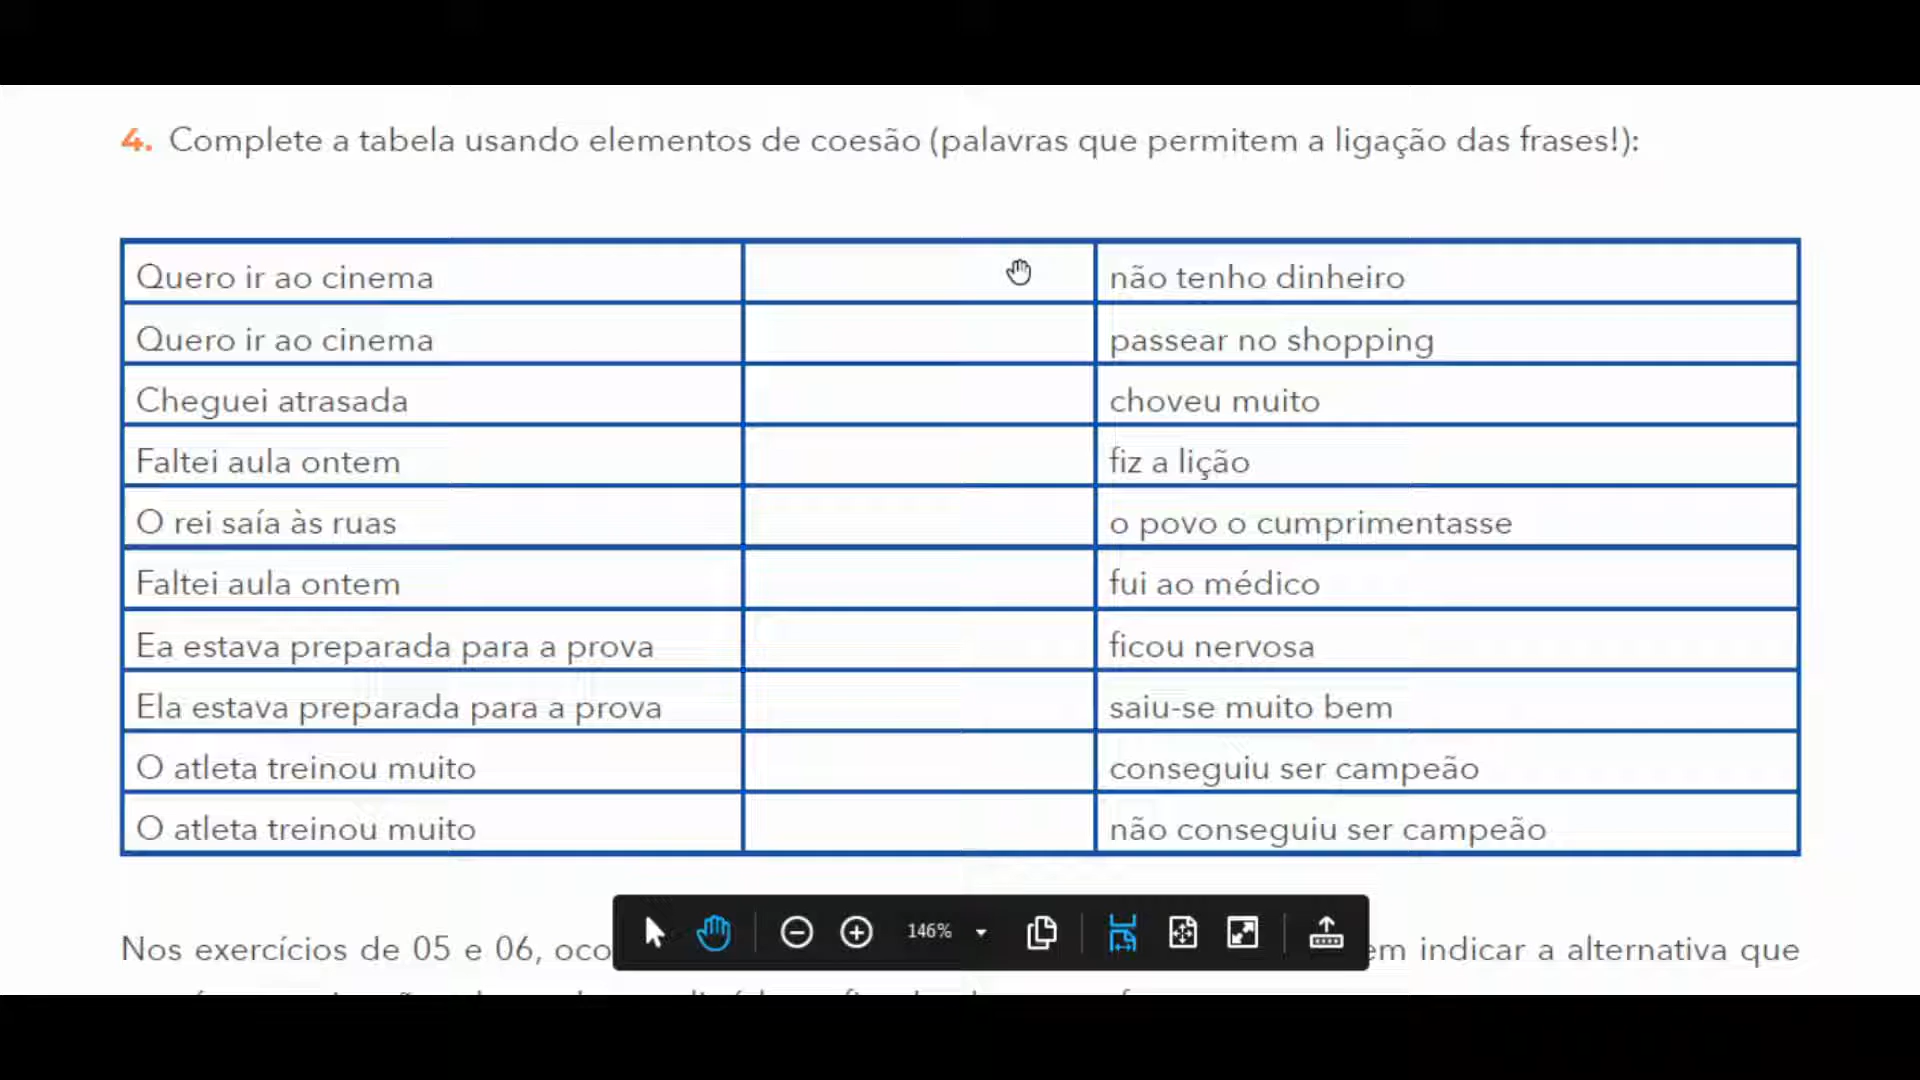 4. Complete a tabela usando elementos de coesão (palavras que permitem a ligação das frases!):
Quero ir ao cinema não tenho dinheiro
Quero ir ao cinema passear no shopping
Cheguei atrasada choveu muito
Faltei aula ontem fiz a lição
O rei saía às ruas o povo o cumprimentasse
Faltei aula ontem fui ao médico
Ea estava preparada para a prova ficou nervosa
Ela estava preparada para a prova saiu-se muito bem
O atleta treinou muito conseguiu ser campeão
O atleta treinou muito não conseguiu ser campeão
146%
Nos exercícios de 05 e 06, oco em indicar a alternativa que